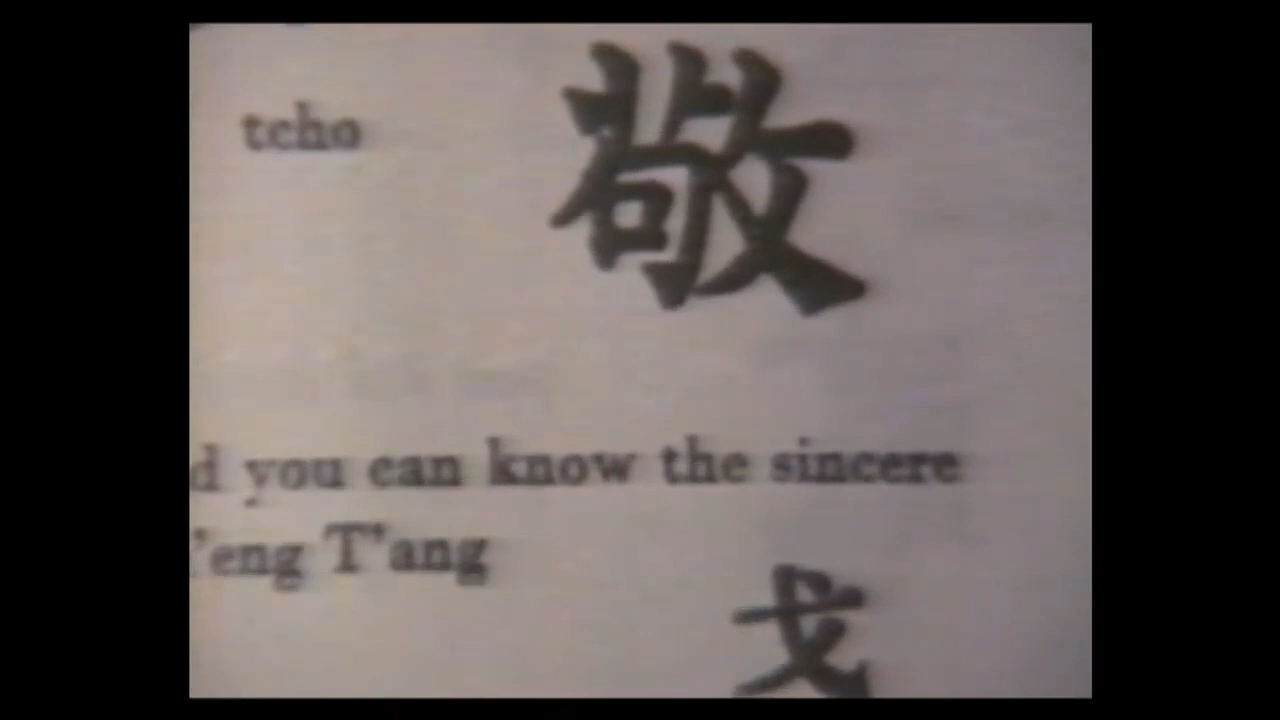 tcho 敬
d you can know the sincere
'eng T'ang
戈